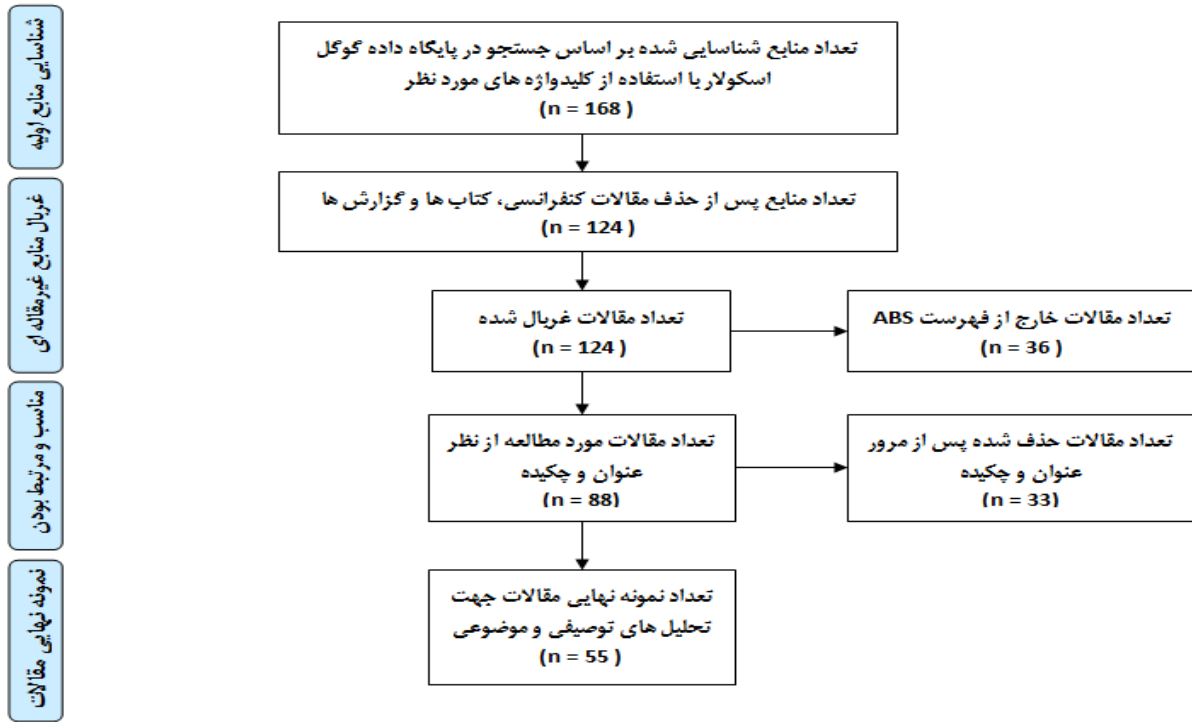 شناسایی منابع اولیه
تعداد منابع شناسایی شده بر اساس جستجو در پایگاه داده گوگل
اسکولار با استفاده از کلیدواژه های مورد نظر
(n = 168 )
غربال منابع غیرمقاله ای
تعداد منابع پس از حذف مقالات کنفرانسی، کتاب ها و گزارش ها
(n = 124 )
تعداد مقالات غربال شده
(n = 124 )
تعداد مقالات خارج از فهرست ABS
(n = 36 )
مناسب و مرتبط بودن
تعداد مقالات مورد مطالعه از نظر
عنوان و چکیده
(n = 88)
تعداد مقالات حذف شده پس از مرور
عنوان و چکیده
(n = 33)
نمونه نهایی مقالات
تعداد نمونه نهایی مقالات جهت
تحلیل های توصیفی و موضوعی
(n = 55 )